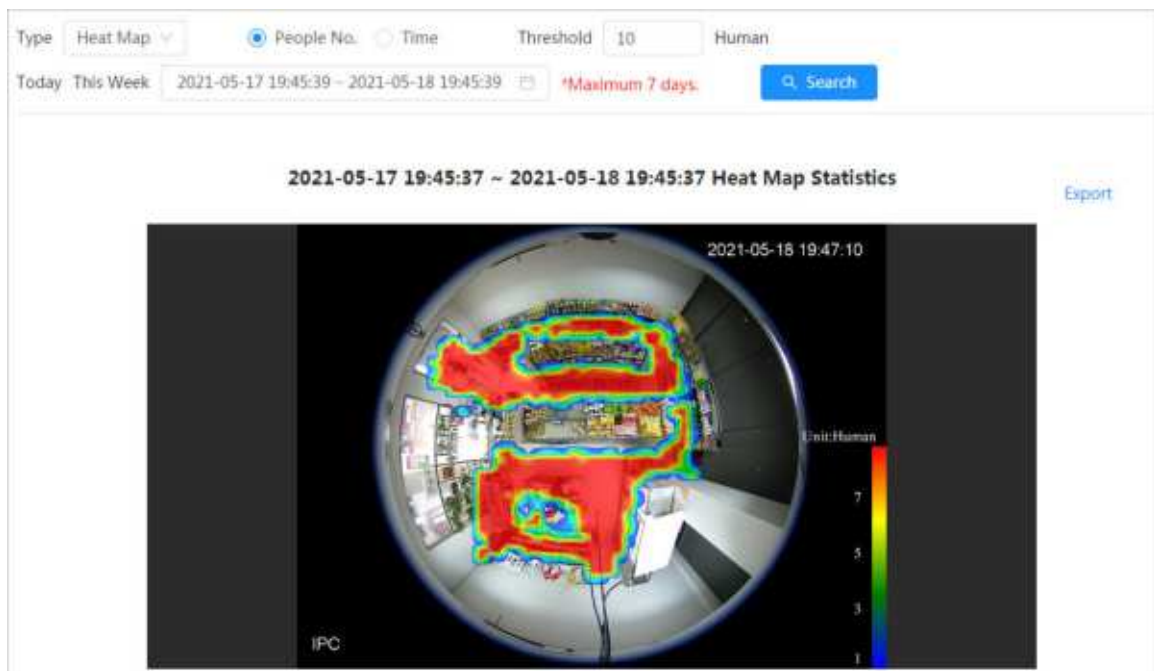 Type Heat Map People No. Time Threshold 10 Human
Today This Week 2021-05-17 19:45:39 ~ 2021-05-18 19:45:39 *Maximum 7 days. Search
2021-05-17 19:45:37 ~ 2021-05-18 19:45:37 Heat Map Statistics
Export
2021-05-18 19:47:10
Unit:Human
7
5
3
1
IPC